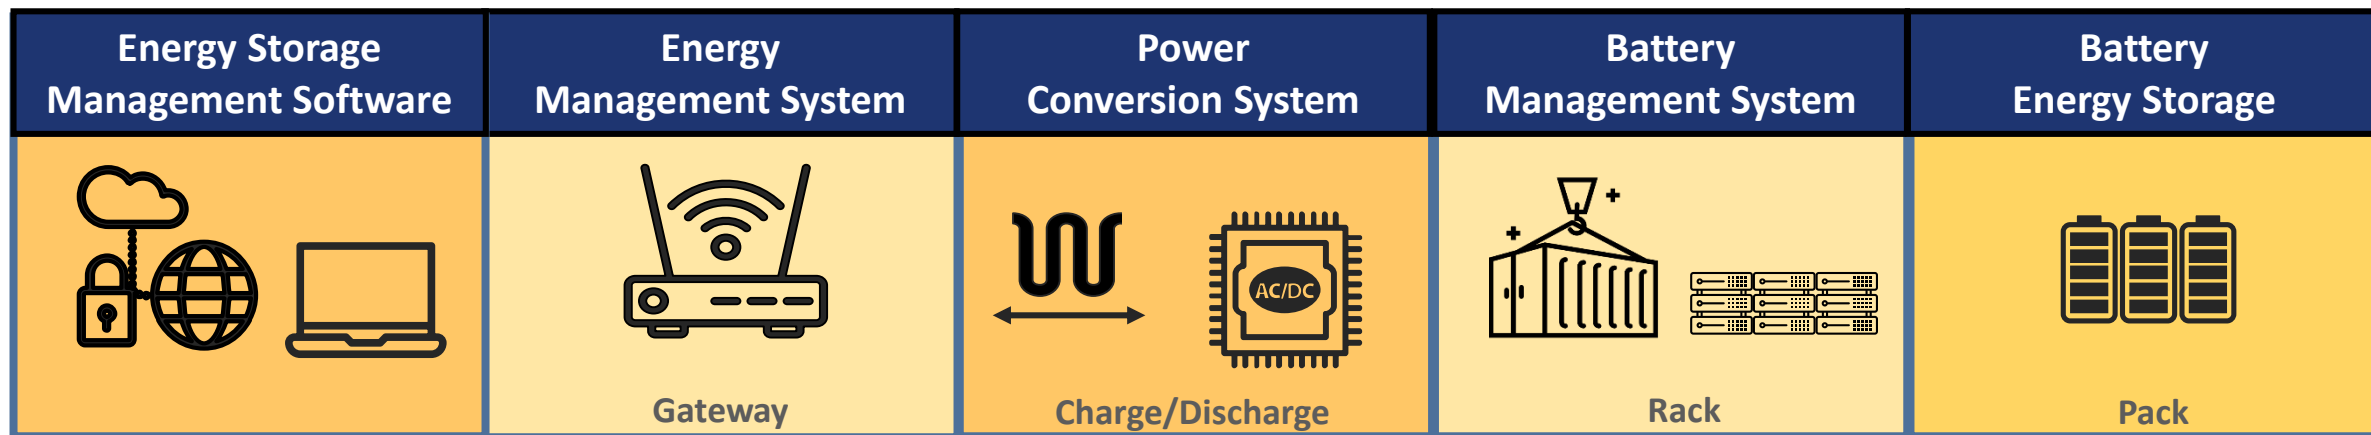 Energy Storage
Management Software
Energy
Management System
Power
Conversion System
Battery
Management System
Battery
Energy Storage
AC/DC
Gateway
Charge/Discharge
Rack
Pack